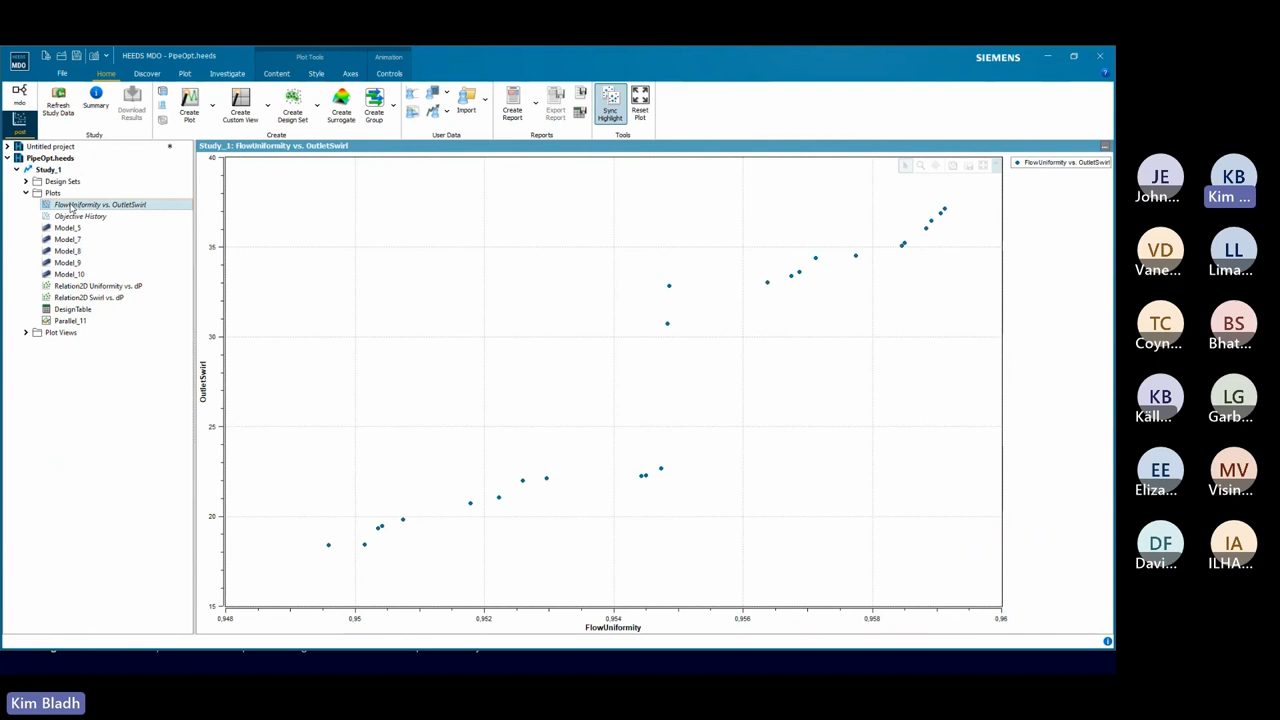 HEEDS MDO
HEEDS MDO - PipeOpt.heeds
Plot Tools
Animation
SIEMENS
File
Home
Discover
Plot
Investigate
Content
Style
Axes
Controls
mdo
post
Refresh Study Data
Summary
Download Results
Create Plot
Create Custom View
Create Design Set
Create Surrogate
Create Group
Import
Create Report
Export Report
Sync Highlight
Reset Plot
Study
Create
User Data
Reports
Tools
Untitled project
*
PipeOpt.heeds
Study_1
Design Sets
Plots
FlowUniformity vs. OutletSwirl
Objective History
Model_5
Model_7
Model_8
Model_9
Model_10
Relation2D Uniformity vs. dP
Relation2D Swirl vs. dP
DesignTable
Parallel_11
Plot Views
Study_1: FlowUniformity vs. OutletSwirl
FlowUniformity vs. OutletSwirl
40
35
30
25
20
15
OutletSwirl
0,948
0,95
0,952
0,954
0,956
0,958
0,96
FlowUniformity
JE
John...
KB
Kim ...
VD
Vane...
LL
Lima...
TC
Coyn...
BS
Bhat...
KB
Käll...
LG
Garb...
EE
Eliza...
MV
Visin...
DF
Davi...
IA
ILHA...
Kim Bladh